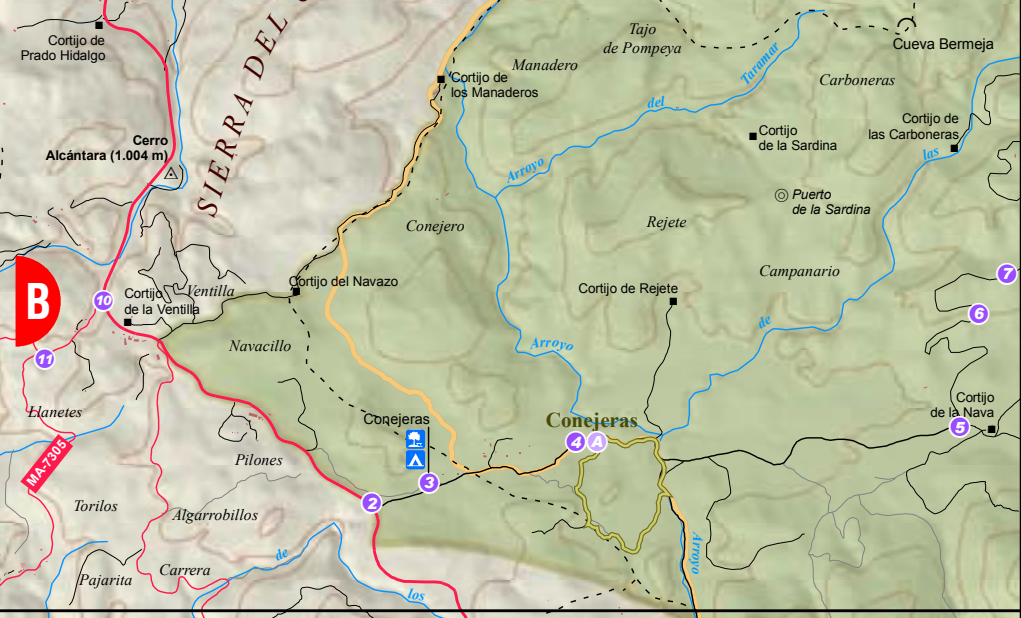 Cortijo de
Prado Hidalgo
SIERRA DEL
Cortijo de
los Manaderos
Manadero
Tajo
de Pompeya
Taramar
del
Arroyo
Cueva Bermeja
Carboneras
Cortijo de
las Carboneras
las
Cortijo
de la Sardina
Puerto
de la Sardina
Cerro
Alcántara (1.004 m)
Conejero
Rejete
Campanario
B
10
Cortijo
de la Ventilla
Ventilla
Cortijo del Navazo
Cortijo de Rejete
7
6
de
11
Navacillo
Arroyo
Llanetes
MA-7305
Conejeras
Conejeras
4
A
Cortijo
de la Nava
5
Pilones
3
2
Torilos
Algarrobillos
Pajarita
Carrera
de
los
Arroyo